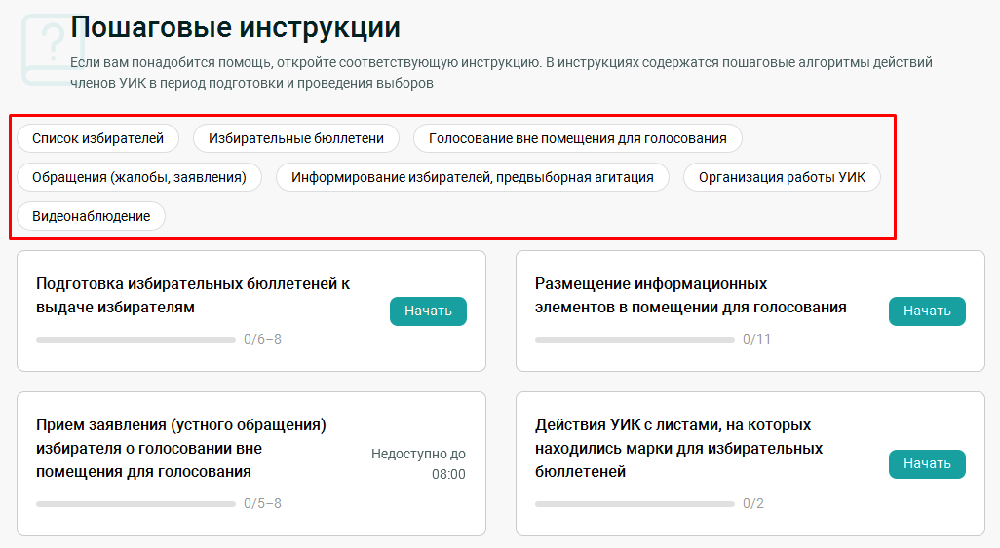 Пошаговые инструкции
Если вам понадобится помощь, откройте соответствующую инструкцию. В инструкциях содержатся пошаговые алгоритмы действий
членов УИК в период подготовки и проведения выборов
Список избирателей
Избирательные бюллетени
Голосование вне помещения для голосования
Обращения (жалобы, заявления)
Информирование избирателей, предвыборная агитация
Организация работы УИК
Видеонаблюдение
Подготовка избирательных бюллетеней к
выдаче избирателям
Начать
0/6–8
Размещение информационных
элементов в помещении для голосования
Начать
0/11
Прием заявления (устного обращения)
избирателя о голосовании вне
помещения для голосования
Недоступно до
08:00
0/5–8
Действия УИК с листами, на которых
находились марки для избирательных
бюллетеней
Начать
0/2